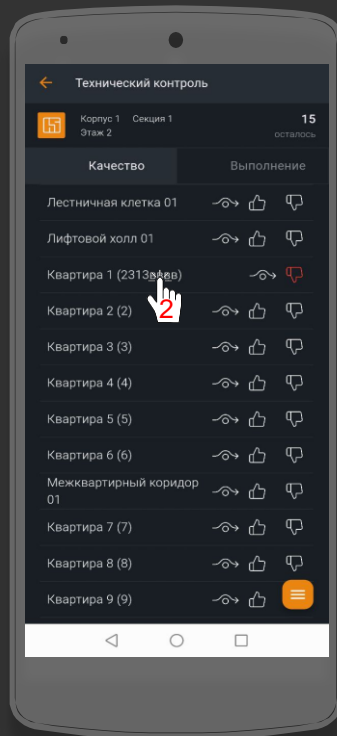 Технический контроль
Корпус 1 Секция 1
15
Этаж 2
осталось
Качество
Выполнение
Лестничная клетка 01
Лифтовой холл 01
Квартира 1 (2313вкив)
2
Квартира 2 (2)
Квартира 3 (3)
Квартира 4 (4)
Квартира 5 (5)
Квартира 6 (6)
Межквартирный коридор
01
Квартира 7 (7)
Квартира 8 (8)
Квартира 9 (9)